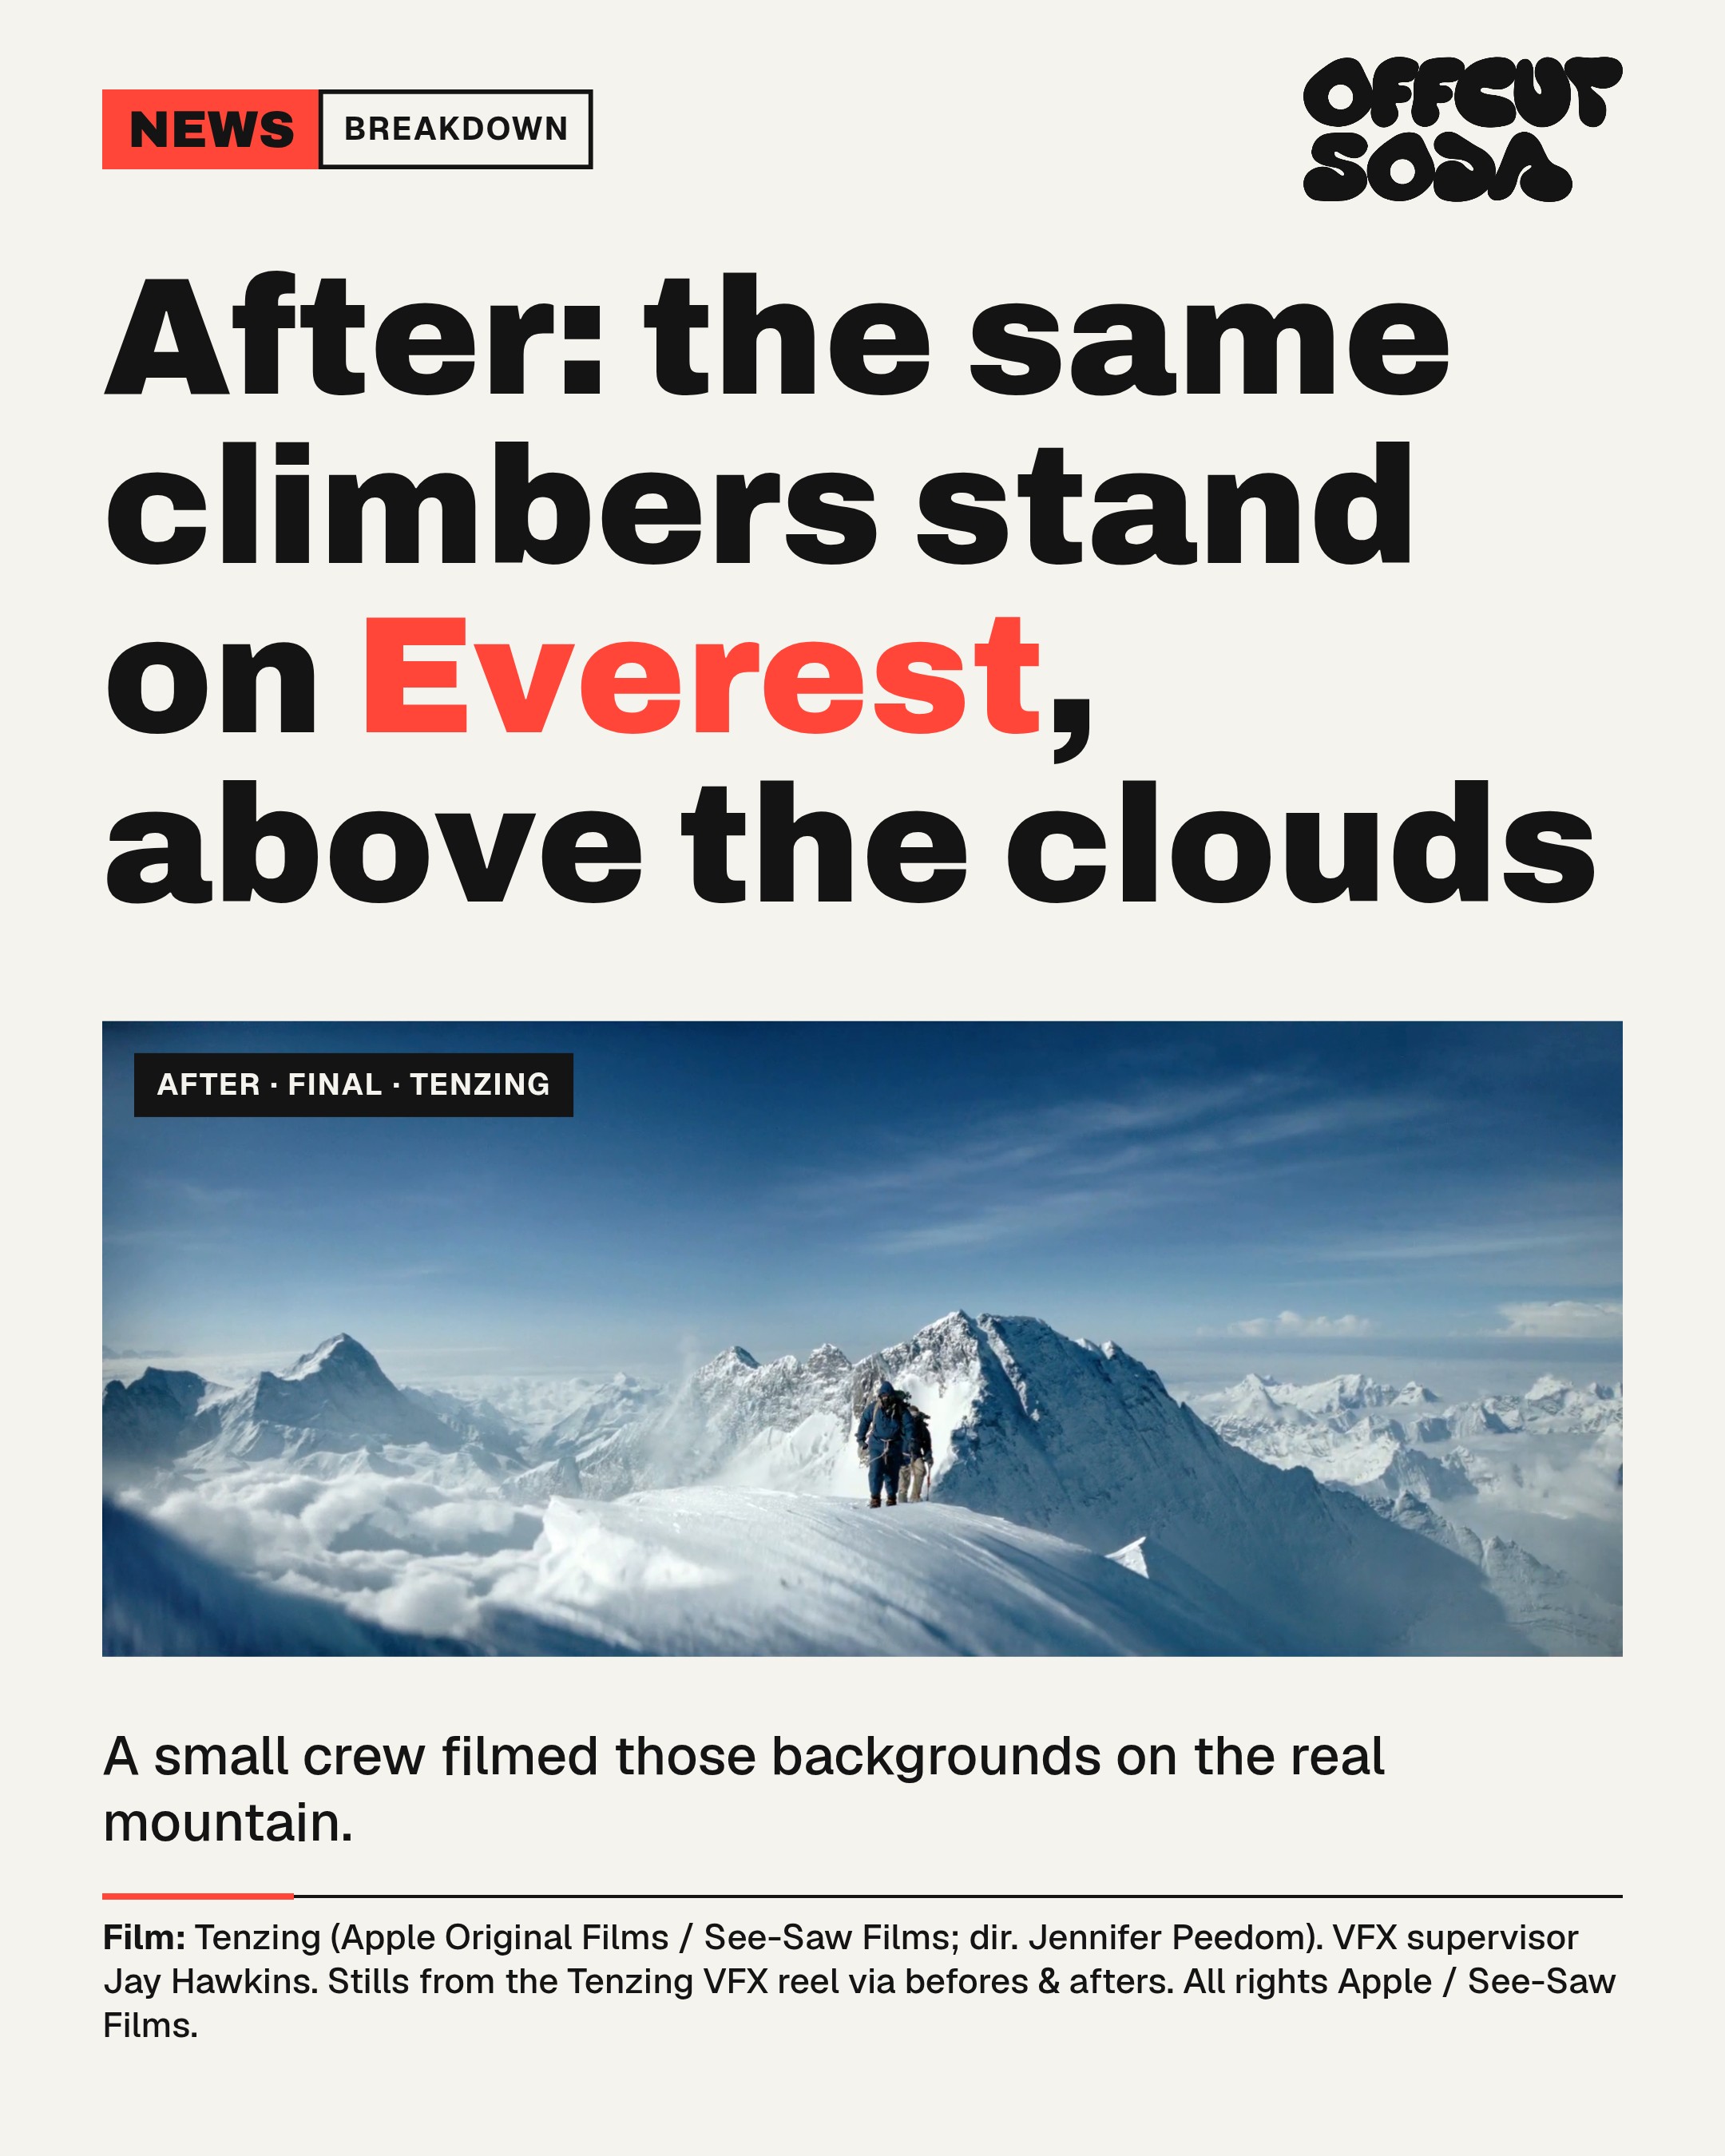 NEWS BREAKDOWN
OFFCUT
SODA
After: the same
climbers stand
on Everest,
above the clouds
AFTER · FINAL · TENZING
A small crew filmed those backgrounds on the real
mountain.
Film: Tenzing (Apple Original Films / See-Saw Films; dir. Jennifer Peedom). VFX supervisor
Jay Hawkins. Stills from the Tenzing VFX reel via befores & afters. All rights Apple / See-Saw
Films.